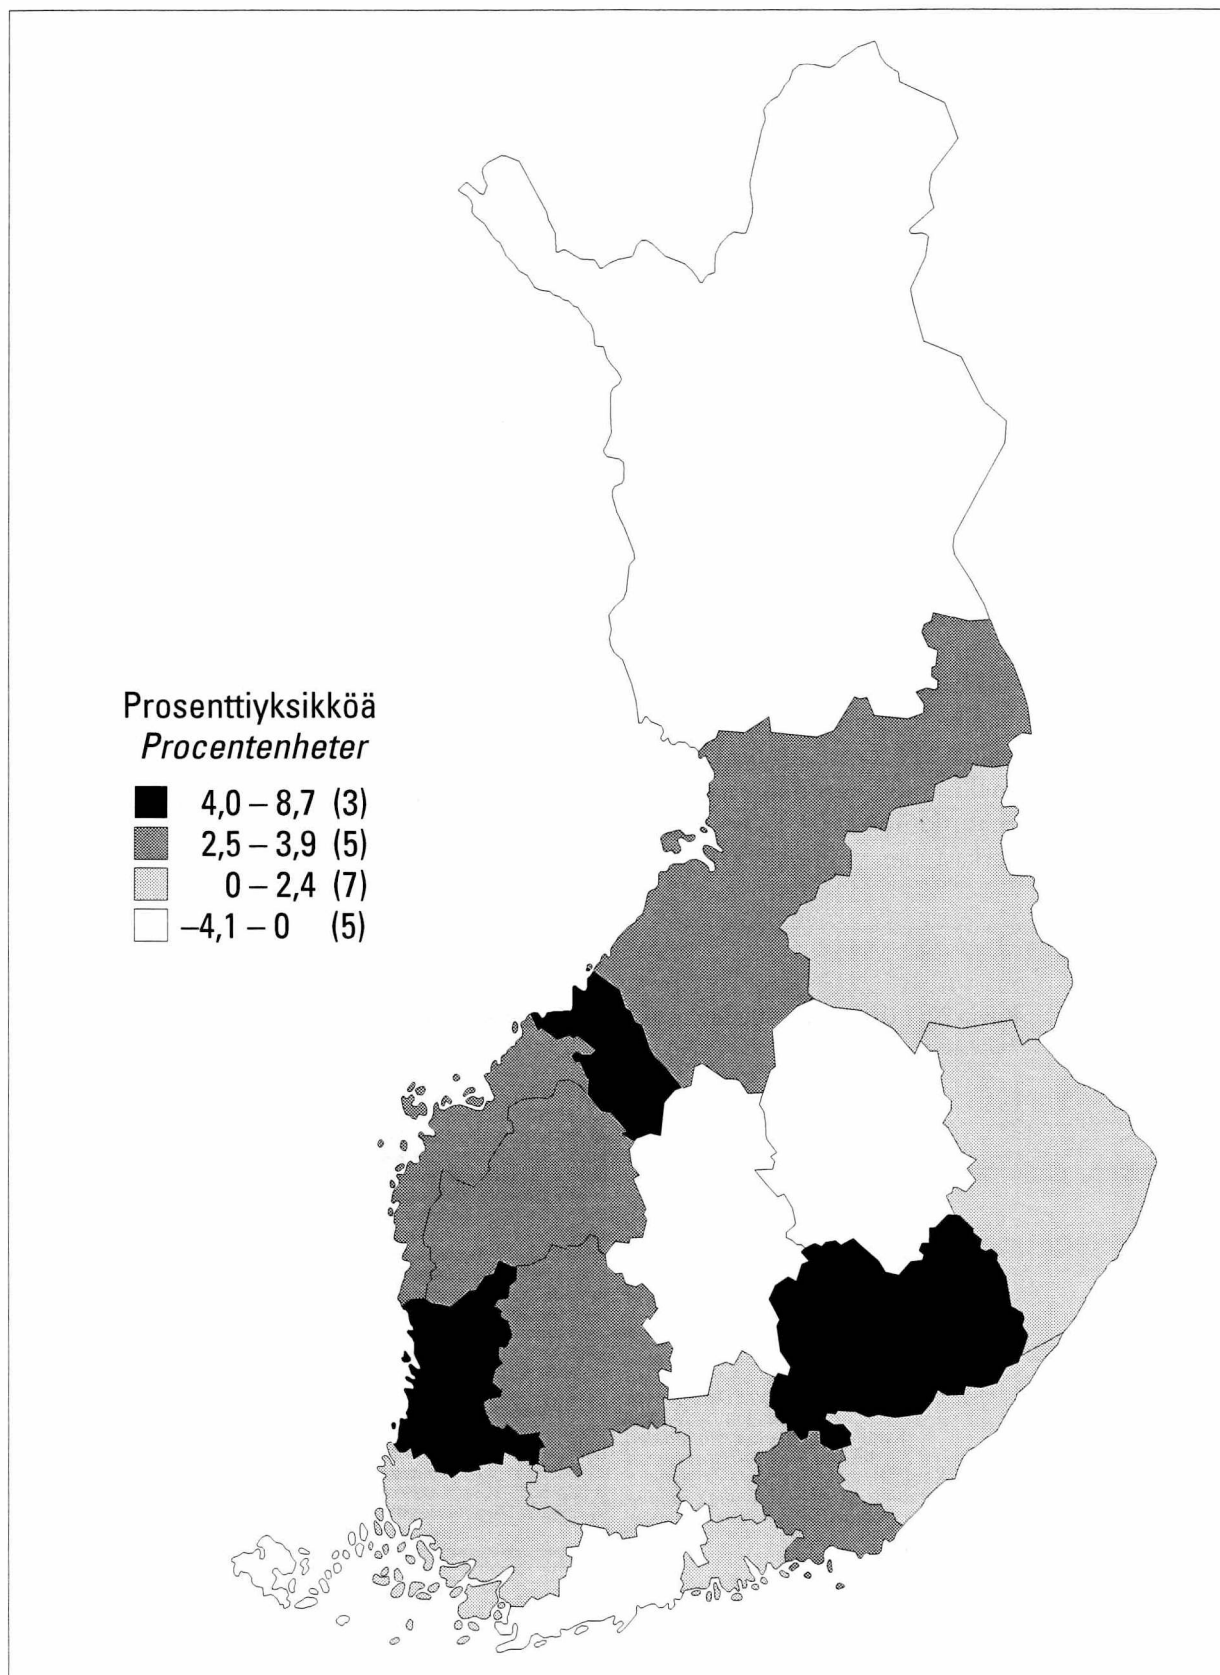 Prosenttiyksikköä
Procentenheter
4,0 – 8,7 (3)
2,5 – 3,9 (5)
0 – 2,4 (7)
–4,1 – 0 (5)